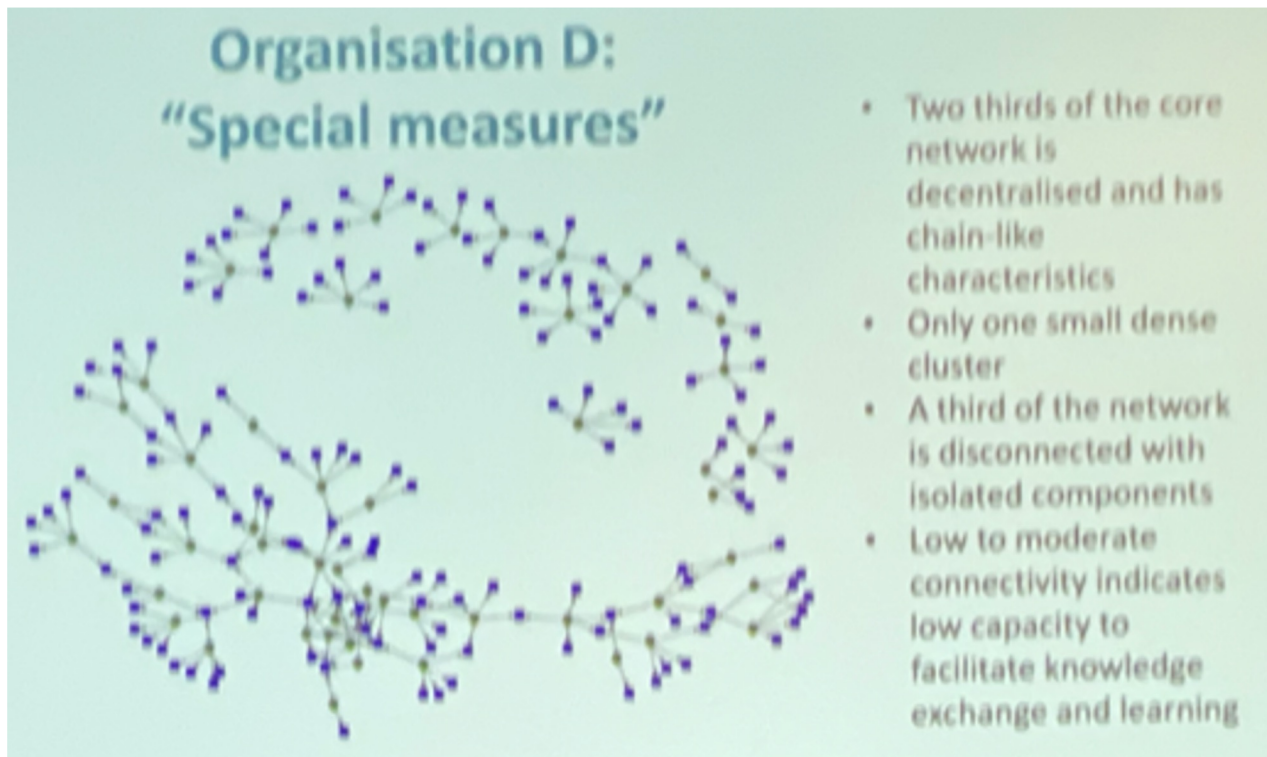 Organisation D:
“Special measures”
• Two thirds of the core
network is
decentralised and has
chain-like
characteristics
• Only one small dense
cluster
• A third of the network
is disconnected with
isolated components
• Low to moderate
connectivity indicates
low capacity to
facilitate knowledge
exchange and learning